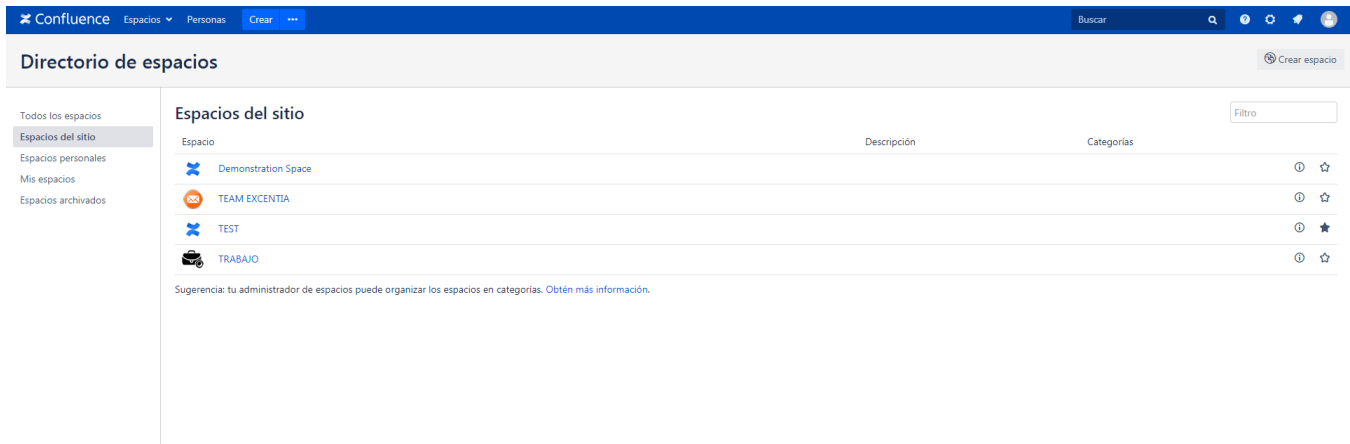 Confluence Espacios Personas Crear ••• Buscar
Directorio de espacios
Crear espacio
Todos los espacios
Espacios del sitio
Espacios personales
Mis espacios
Espacios archivados
Espacios del sitio
Filtro
Espacio Descripción Categorías
Demonstration Space
TEAM EXCENTIA
TEST
TRABAJO
Sugerencia: tu administrador de espacios puede organizar los espacios en categorías. Obtén más información.